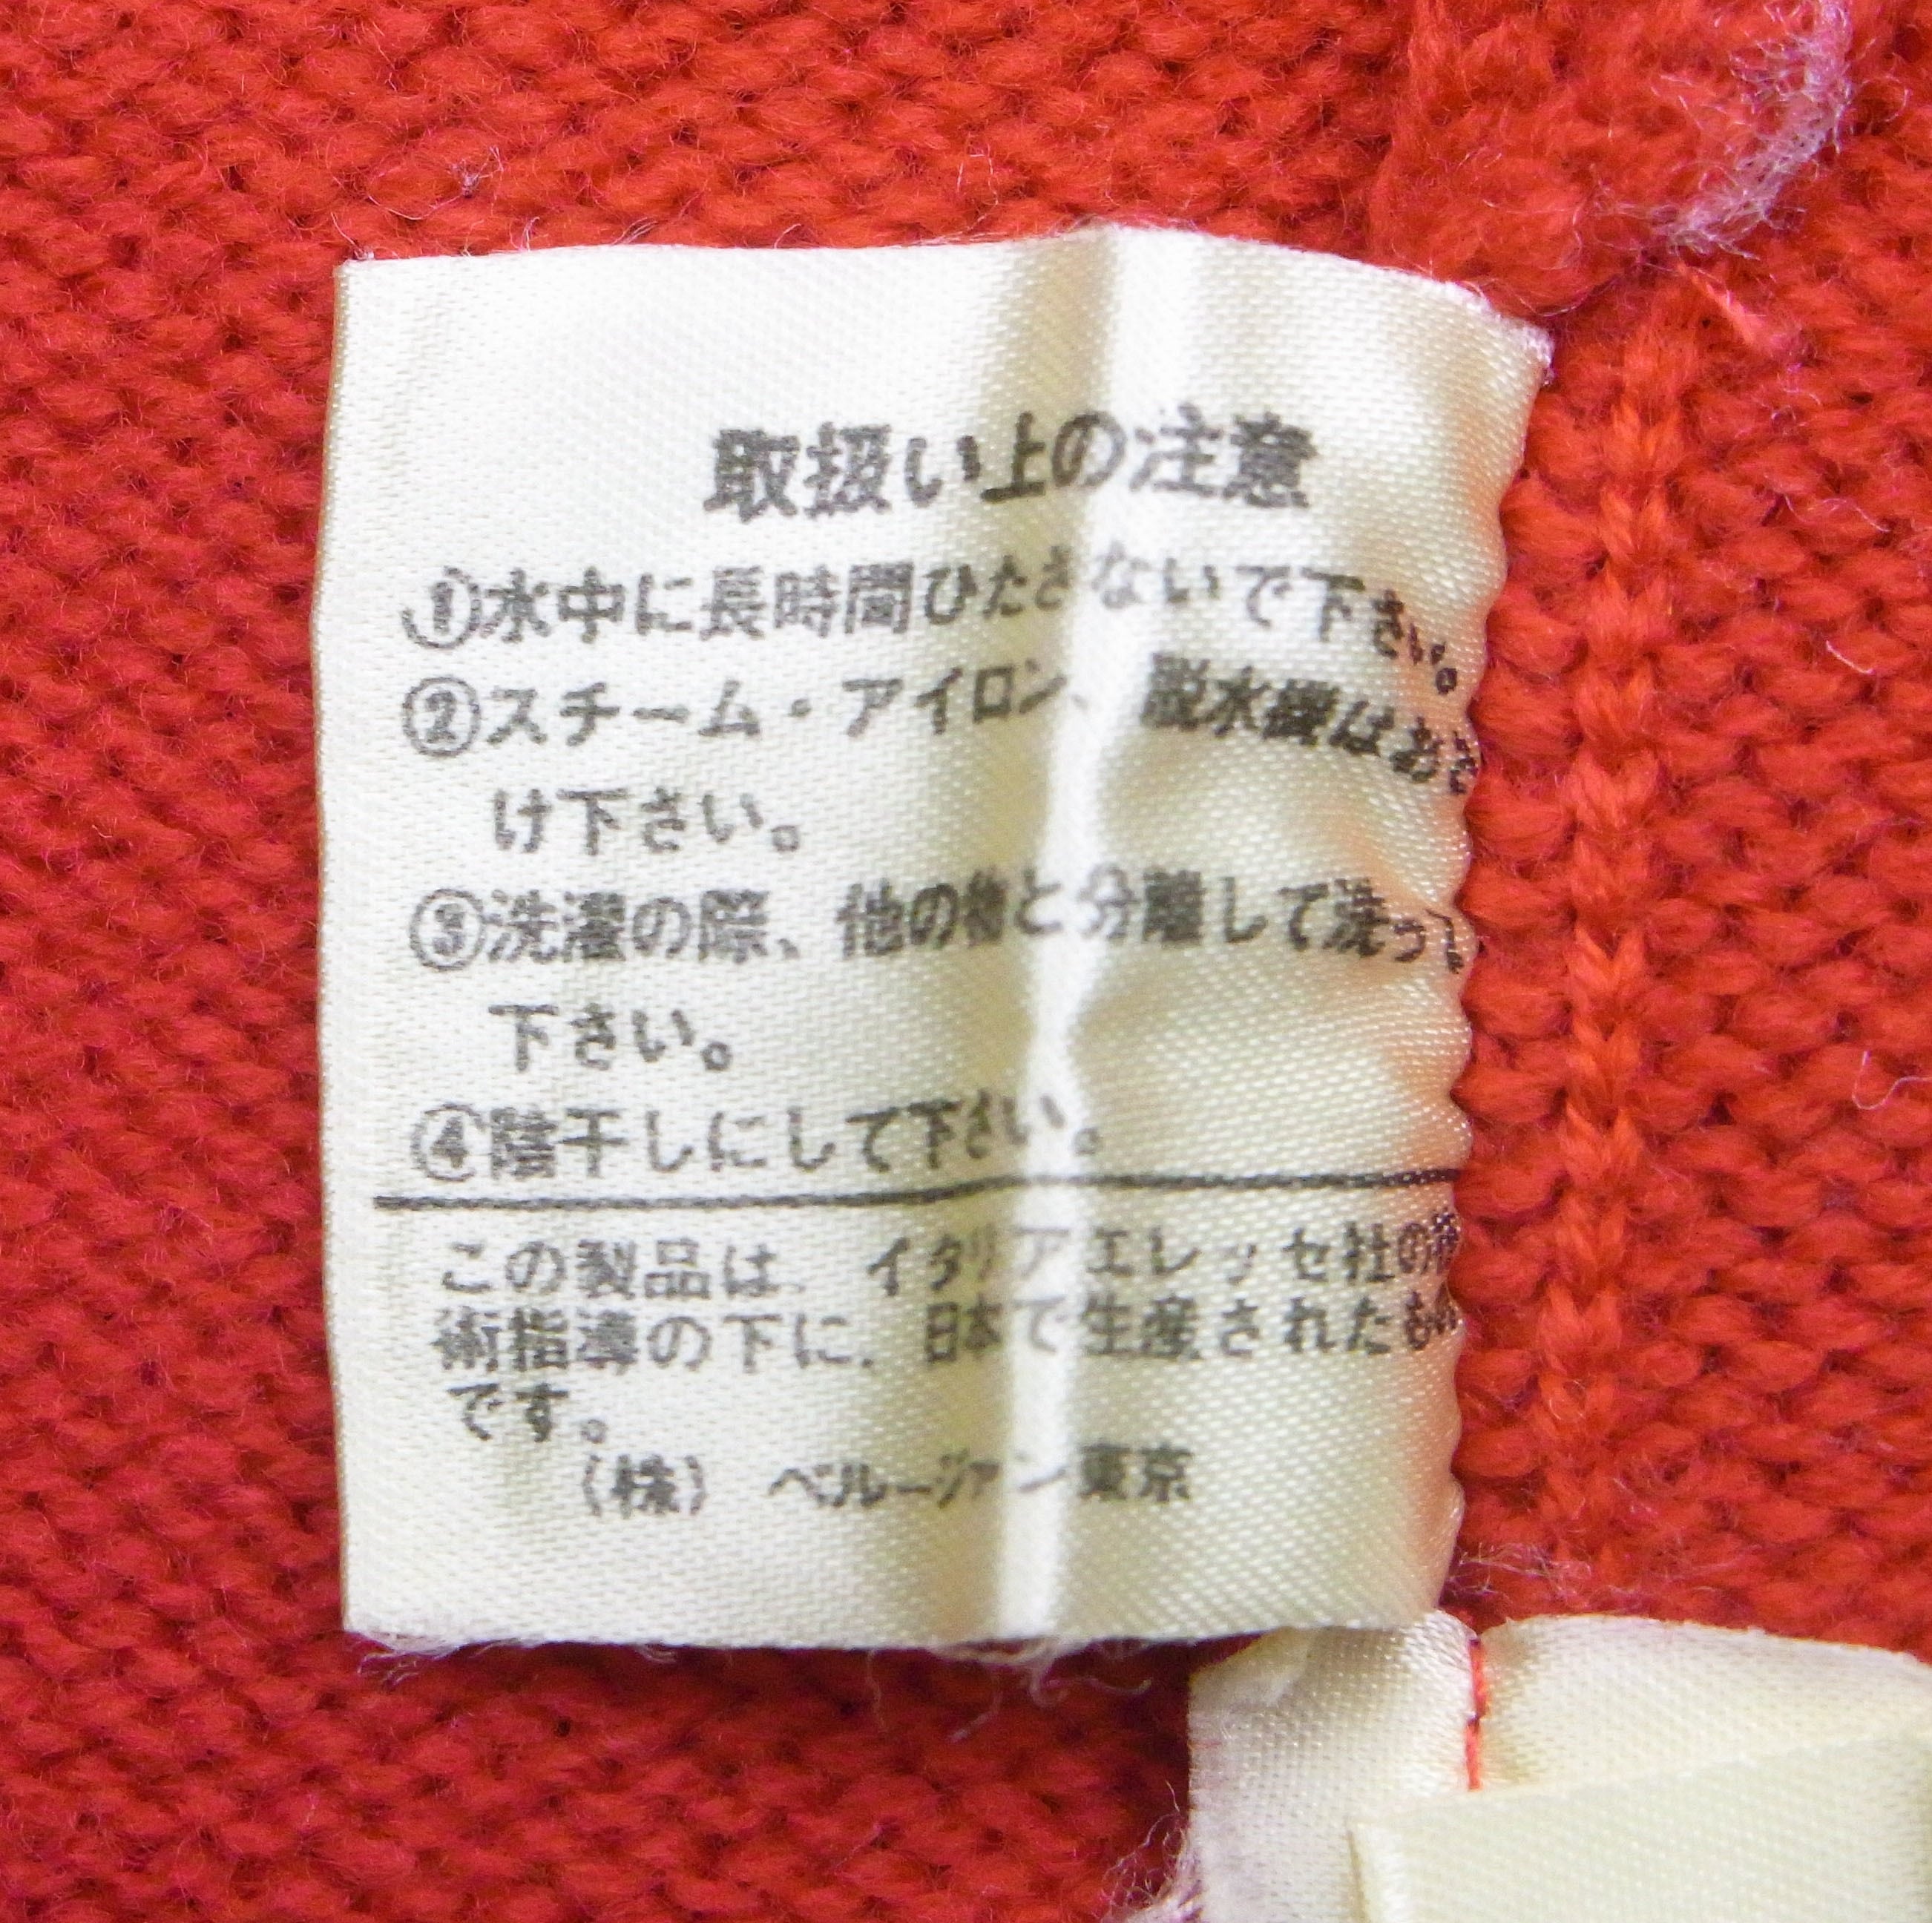 取扱い上の注意
①水中に長時間ひたさないで下さい。
②スチーム・アイロン、脱水機はおさ
け下さい。
③洗濯の際、他の物と分離して洗って
下さい。
④陰干しにして下さい。
この製品は、イタリアエレッセ社の技
術指導の下に、日本で生産されたもの
です。
(株) ベルージァン東京